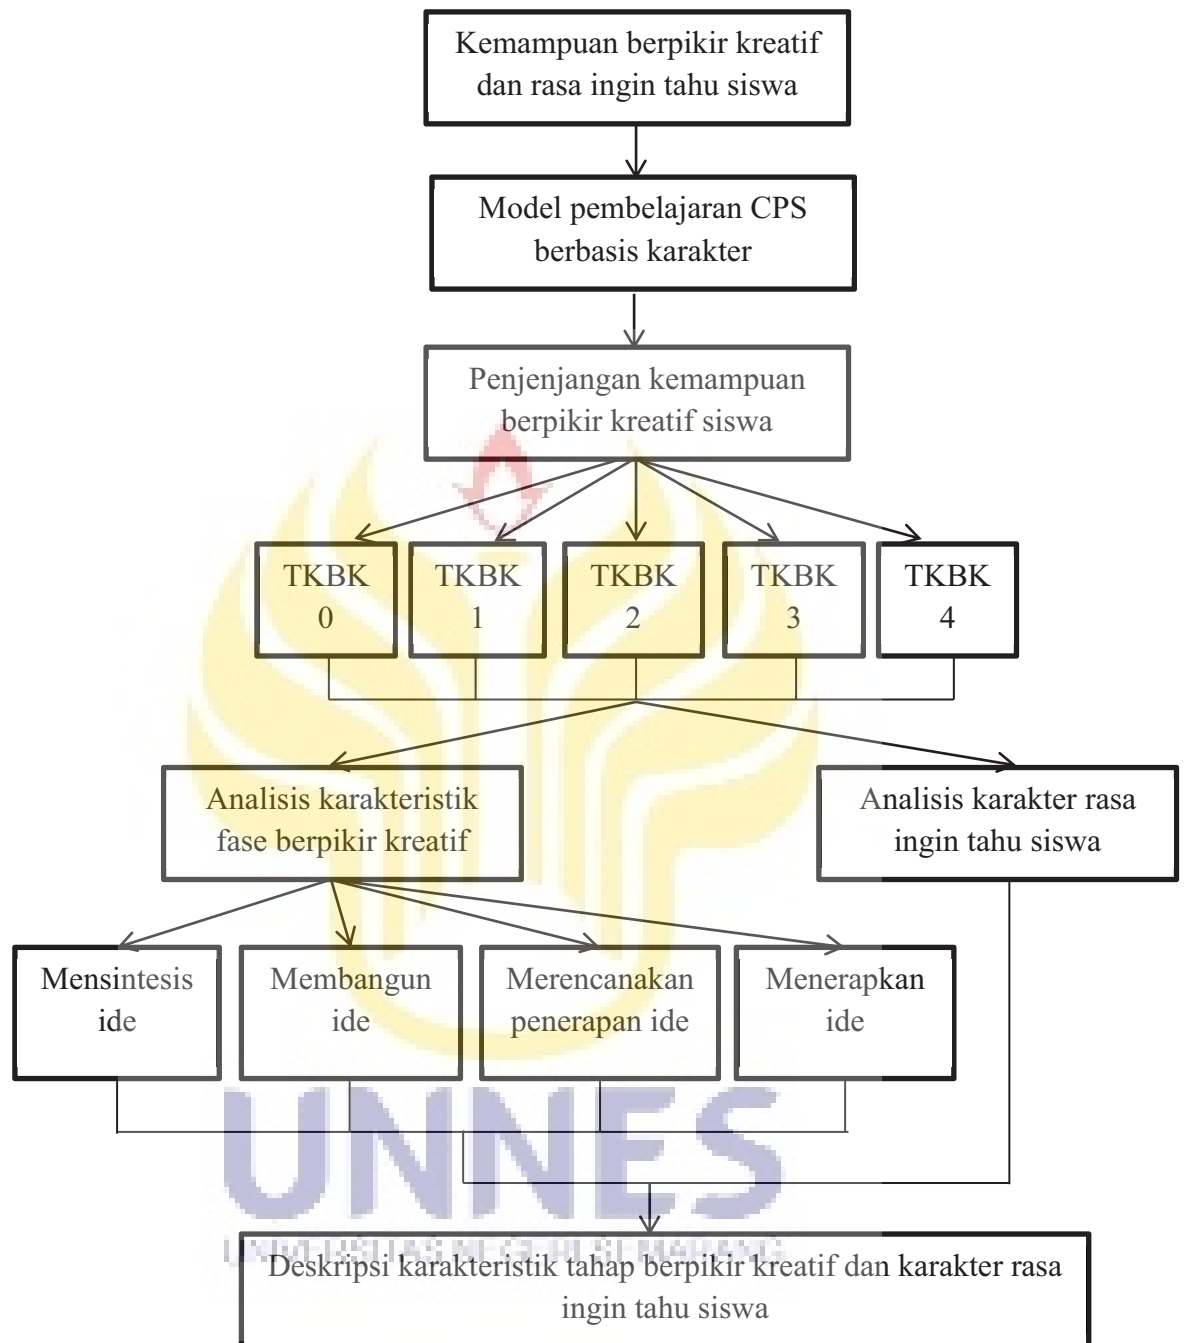 Kemampuan berpikir kreatif
dan rasa ingin tahu siswa
Model pembelajaran CPS
berbasis karakter
Penjenjangan kemampuan
berpikir kreatif siswa
TKBK
0
TKBK
1
TKBK
2
TKBK
3
TKBK
4
Analisis karakteristik
fase berpikir kreatif
Analisis karakter rasa
ingin tahu siswa
Mensintesis
ide
Membangun
ide
Merencanakan
penerapan ide
Menerapkan
ide
UNNES
UNIVERSITAS NEGERI SEMARANG
Deskripsi karakteristik tahap berpikir kreatif dan karakter rasa
ingin tahu siswa